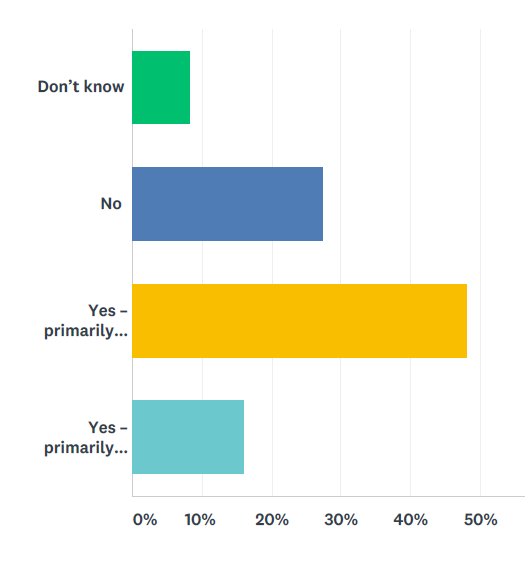 Don’t know
No
Yes –
primarily...
Yes –
primarily...
0% 10% 20% 30% 40% 50%